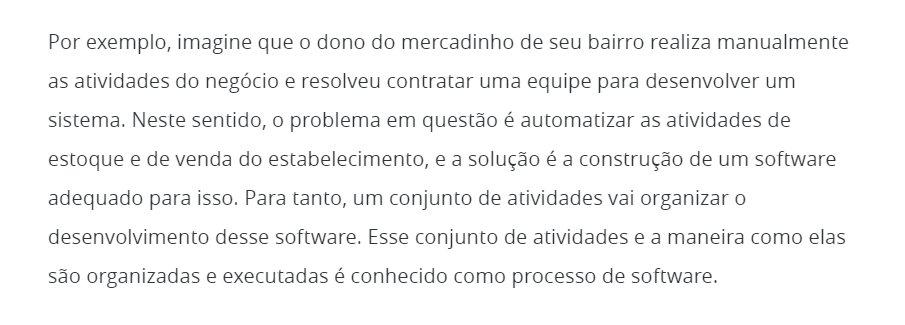 Por exemplo, imagine que o dono do mercadinho de seu bairro realiza manualmente
as atividades do negócio e resolveu contratar uma equipe para desenvolver um
sistema. Neste sentido, o problema em questão é automatizar as atividades de
estoque e de venda do estabelecimento, e a solução é a construção de um software
adequado para isso. Para tanto, um conjunto de atividades vai organizar o
desenvolvimento desse software. Esse conjunto de atividades e a maneira como elas
são organizadas e executadas é conhecido como processo de software.